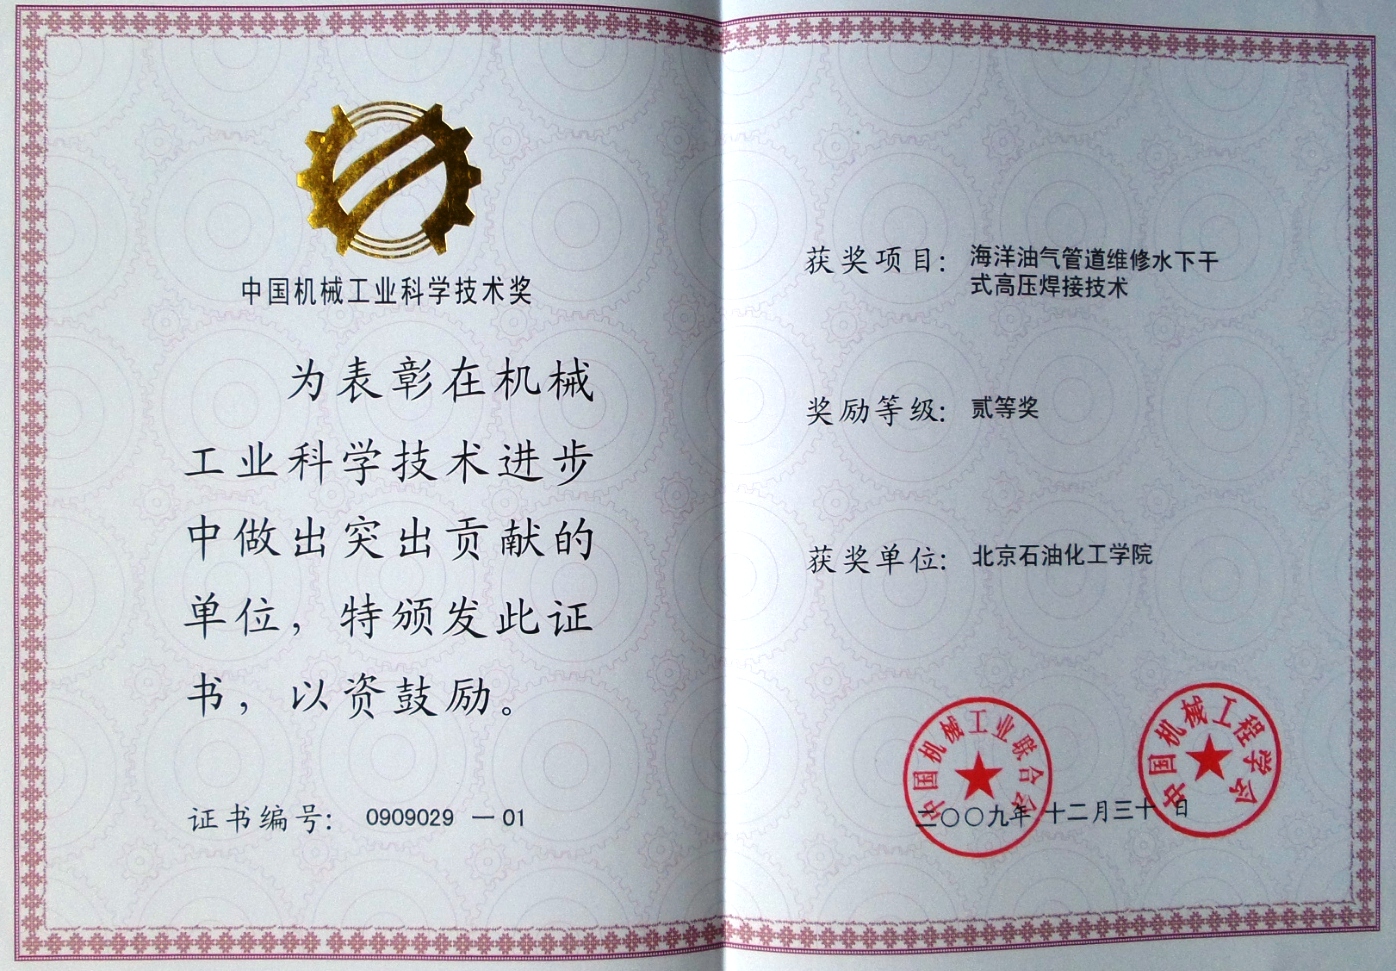 中国机械工业科学技术奖
为表彰在机械
工业科学技术进步
中做出突出贡献的
单位，特颁发此证
书，以资鼓励。
证书编号: 0909029 －01
获奖项目: 海洋油气管道维修水下干
式高压焊接技术
奖励等级: 贰等奖
获奖单位: 北京石油化工学院
中国机械工业联合会
中国机械工程学会
二〇〇九年 十二月三十 日